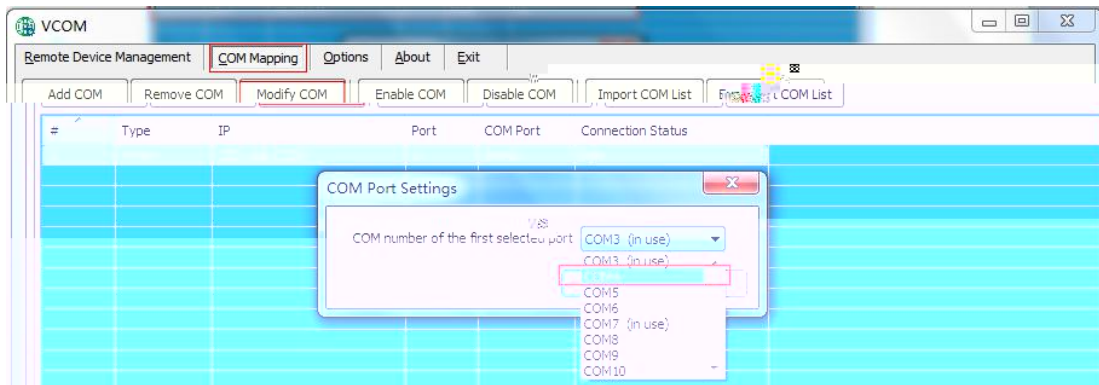 VCOM
Remote Device Management COM Mapping Options About Exit
Add COM Remove COM Modify COM Enable COM Disable COM Import COM List COM List
# Type IP Port COM Port Connection Status
COM Port Settings
COM number of the first selected port COM3 (in use)
COM3 (in use)
COM5
COM6
COM7 (in use)
COM8
COM9
COM10